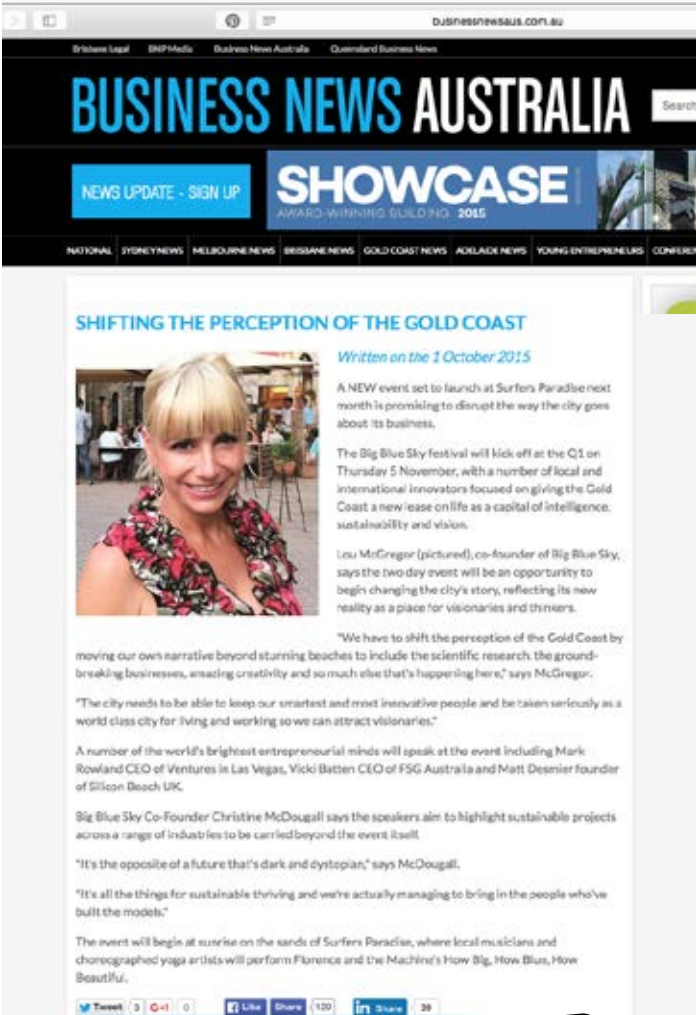 businessnewsaus.com.au
Brisbane Legal BNP Media Business News Australia Queensland Business News
BUSINESS NEWS AUSTRALIA
Search
NEWS UPDATE - SIGN UP
SHOWCASE
AWARD-WINNING BUILDING 2015
NATIONAL SYDNEY NEWS MELBOURNE NEWS BRISBANE NEWS GOLD COAST NEWS ADELAIDE NEWS YOUNG ENTREPRENEURS CONFEREN
SHIFTING THE PERCEPTION OF THE GOLD COAST
Written on the 1 October 2015
A NEW event set to launch at Surfers Paradise next
month is promising to disrupt the way the city goes
about its business.
The Big Blue Sky festival will kick off at the Q1 on
Thursday 5 November, with a number of local and
international innovators focused on giving the Gold
Coast a new lease on life as a capital of intelligence,
sustainability and vision.
Lou McGregor (pictured), co-founder of Big Blue Sky,
says the two day event will be an opportunity to
begin changing the city's story, reflecting its new
reality as a place for visionaries and thinkers.
"We have to shift the perception of the Gold Coast by
moving our own narrative beyond stunning beaches to include the scientific research, the ground-
breaking businesses, amazing creativity and so much else that's happening here," says McGregor.
"The city needs to be able to keep our smartest and most innovative people and be taken seriously as a
world class city for living and working so we can attract visionaries."
A number of the world's brightest entrepreneurial minds will speak at the event including Mark
Rowland CEO of Ventures in Las Vegas, Vicki Batten CEO of FSG Australia and Matt Desmier founder
of Silicon Beach UK.
Big Blue Sky Co-Founder Christine McDougall says the speakers aim to highlight sustainable projects
across a range of industries to be carried beyond the event itself.
"It's the opposite of a future that's dark and dystopian," says McDougall.
"It's all the things for sustainable thriving and we're actually managing to bring in the people who've
built the models."
The event will begin at sunrise on the sands of Surfers Paradise, where local musicians and
choreographed yoga artists will perform Florence and the Machine's How Big, How Blue, How
Beautiful.
Tweet 3 G+1 0 Like Share 120 in Share 39